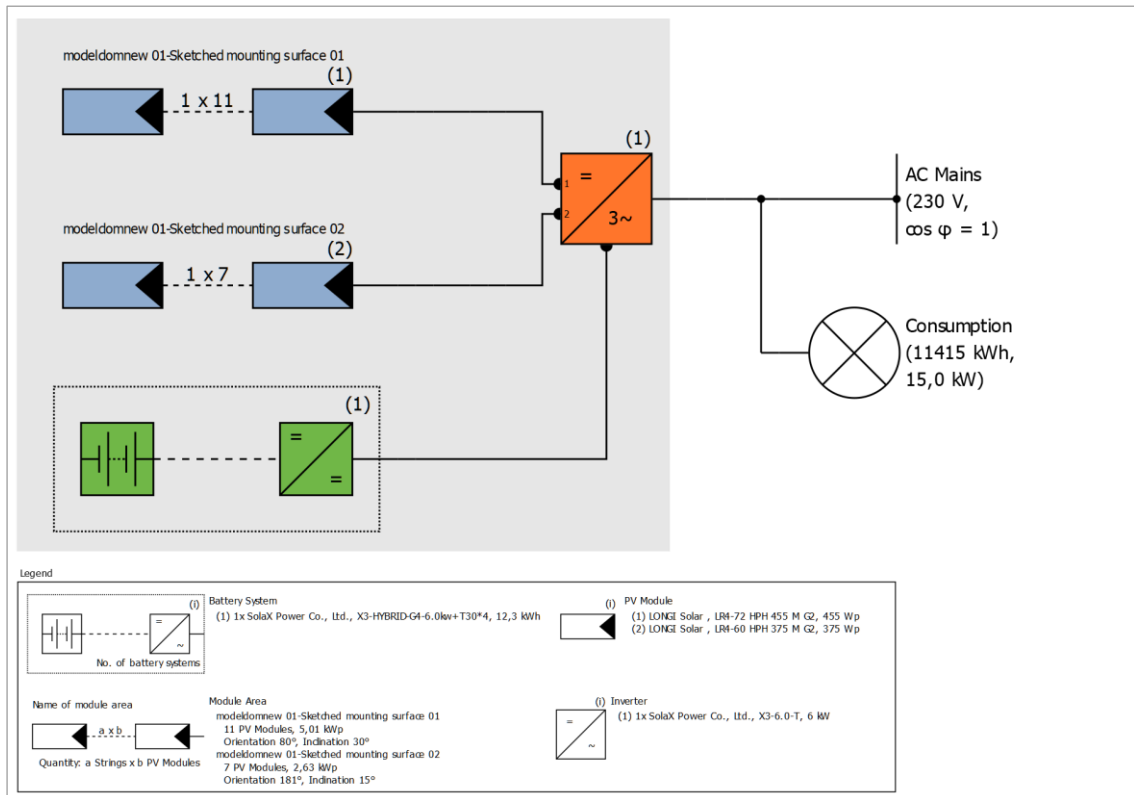 modeldomnew 01-Sketched mounting surface 01
(1)
1 x 11
(1)
=
1
2
3~
AC Mains
(230 V,
cos φ = 1)
modeldomnew 01-Sketched mounting surface 02
(2)
1 x 7
Consumption
(11415 kWh,
15,0 kW)
(1)
=
=
Legend
(i)
Battery System
(1) 1x SolaX Power Co., Ltd., X3-HYBRID-G4-6.0kw+T30*4, 12,3 kWh
=
~
No. of battery systems
(i) PV Module
(1) LONGI Solar , LR4-72 HPH 455 M G2, 455 Wp
(2) LONGI Solar , LR4-60 HPH 375 M G2, 375 Wp
Name of module area
a x b
Quantity: a Strings x b PV Modules
Module Area
modeldomnew 01-Sketched mounting surface 01
11 PV Modules, 5,01 kWp
Orientation 80°, Inclination 30°
modeldomnew 01-Sketched mounting surface 02
7 PV Modules, 2,63 kWp
Orientation 181°, Inclination 15°
(i) Inverter
(1) 1x SolaX Power Co., Ltd., X3-6.0-T, 6 kW
=
~